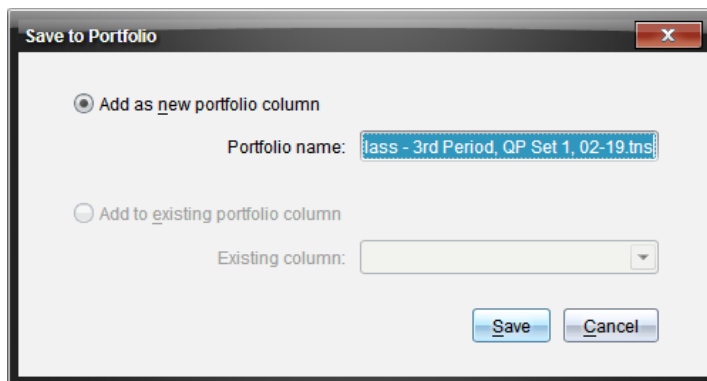 Save to Portfolio
Add as new portfolio column
Portfolio name: lass - 3rd Period, QP Set 1, 02-19.tns
Add to existing portfolio column
Existing column:
Save Cancel